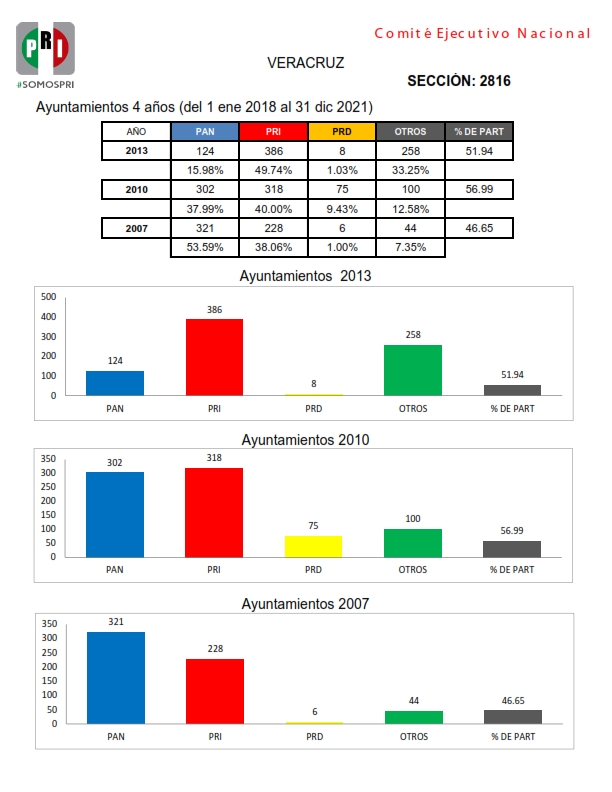 Comité Ejecutivo Nacional
PRI
#SOMOSPRI
VERACRUZ
SECCIÓN: 2816
Ayuntamientos 4 años (del 1 ene 2018 al 31 dic 2021)
AÑO PAN PRI PRD OTROS % DE PART
2013 124 386 8 258 51.94
15.98% 49.74% 1.03% 33.25%
2010 302 318 75 100 56.99
37.99% 40.00% 9.43% 12.58%
2007 321 228 6 44 46.65
53.59% 38.06% 1.00% 7.35%
Ayuntamientos 2013
500
400
300
200
100
0
124 386 8 258 51.94
PAN PRI PRD OTROS % DE PART
Ayuntamientos 2010
350
300
250
200
150
100
50
0
302 318 75 100 56.99
PAN PRI PRD OTROS % DE PART
Ayuntamientos 2007
350
300
250
200
150
100
50
0
321 228 6 44 46.65
PAN PRI PRD OTROS % DE PART